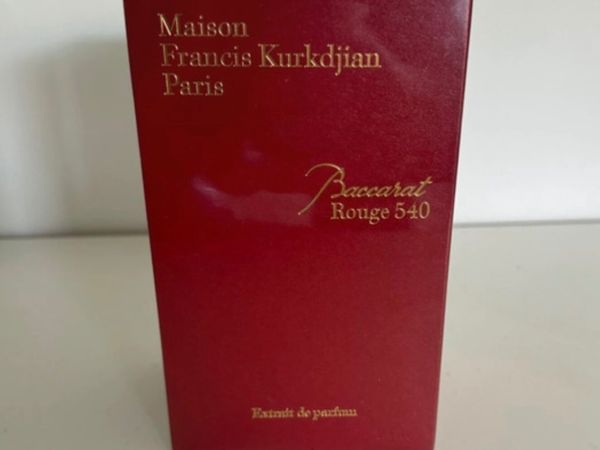 Maison
Francis Kurkdjian
Paris
Baccarat
Rouge 540
Extrait de parfum